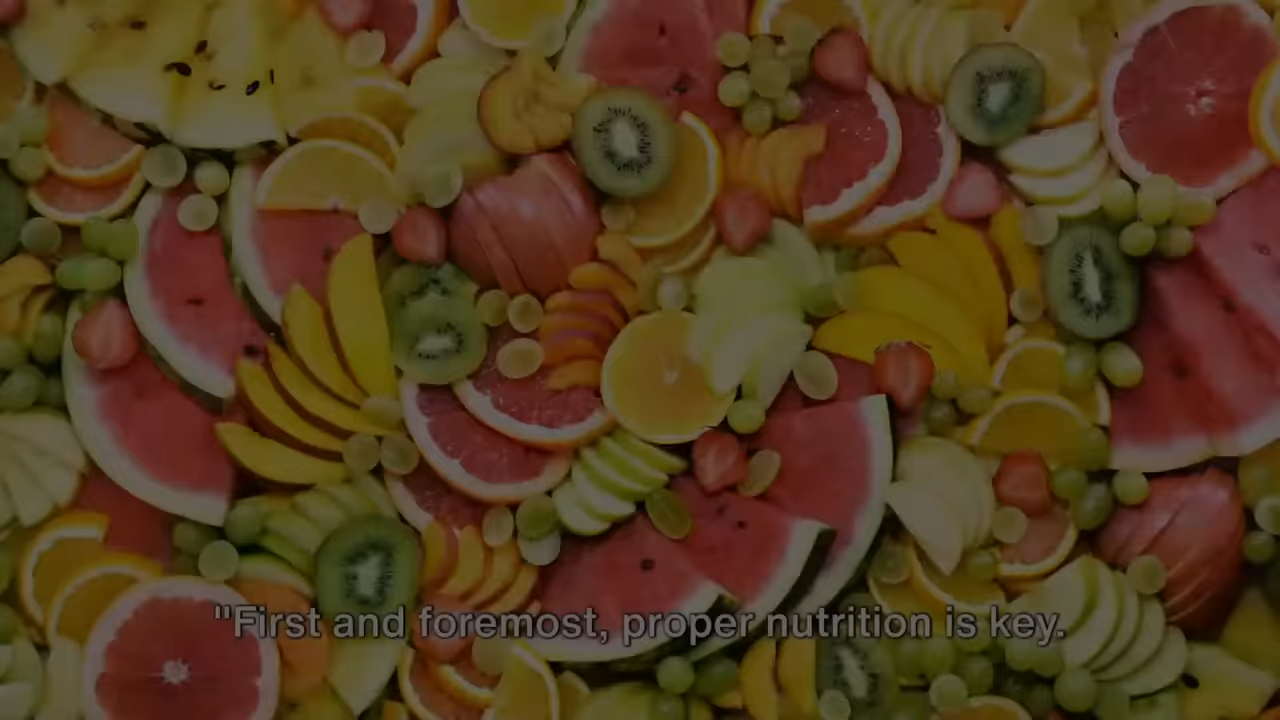 "First and foremost, proper nutrition is key.